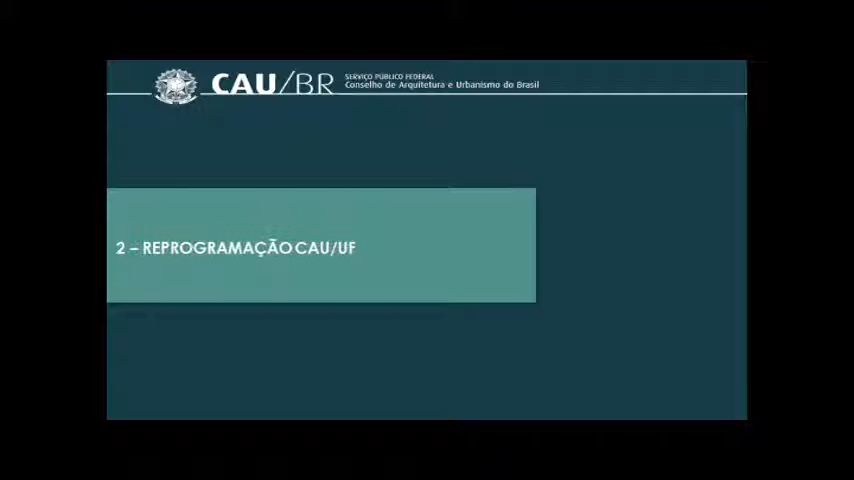 CAU/BR
SERVIÇO PÚBLICO FEDERAL
Conselho de Arquitetura e Urbanismo do Brasil
2 – REPROGRAMAÇÃO CAU/UF